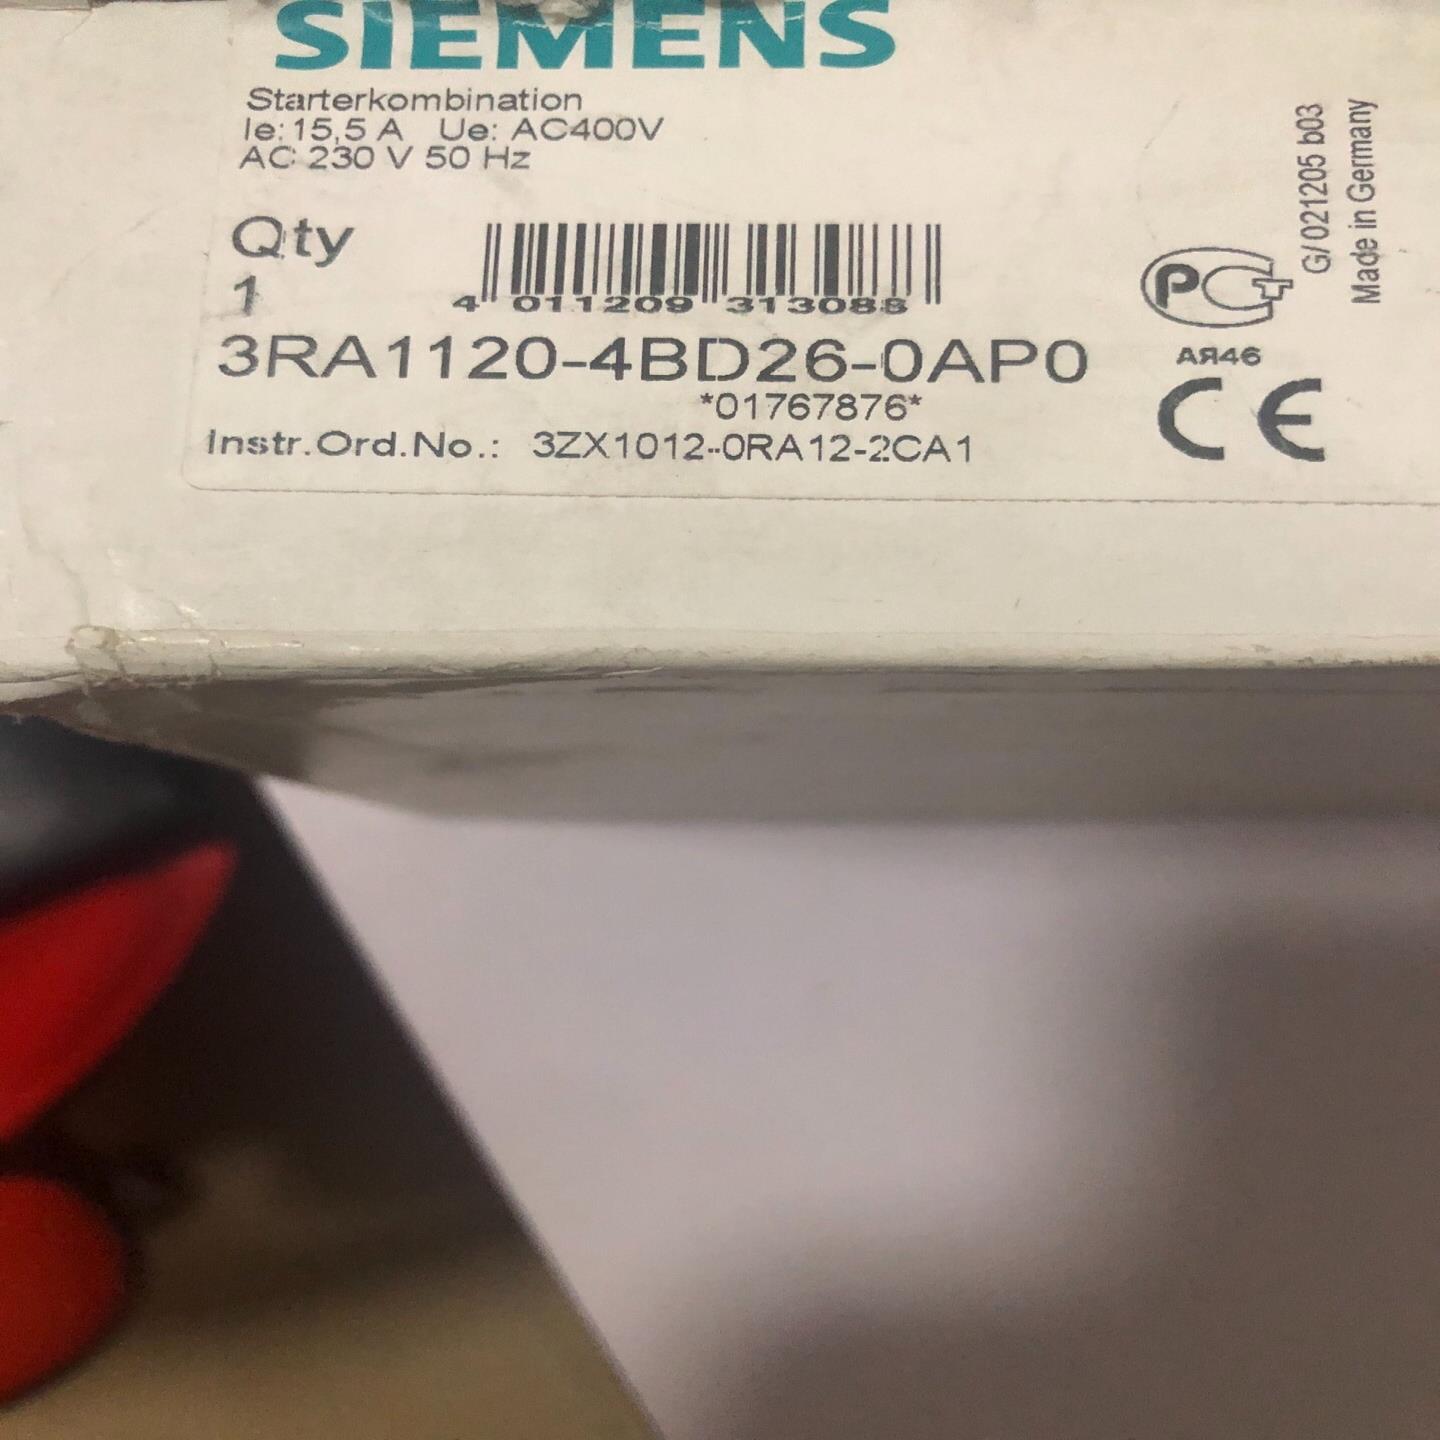 SIEMENS
Starterkombination
Ie: 15,5 A Ue: AC400V
AC 230 V 50 Hz
Qty
1
4 011209 313088
3RA1120-4BD26-0AP0
*01767876*
Instr.Ord.No.: 3ZX1012-0RA12-2CA1
G/ 021205 b03
Made in Germany
PC
АЯ46
CE